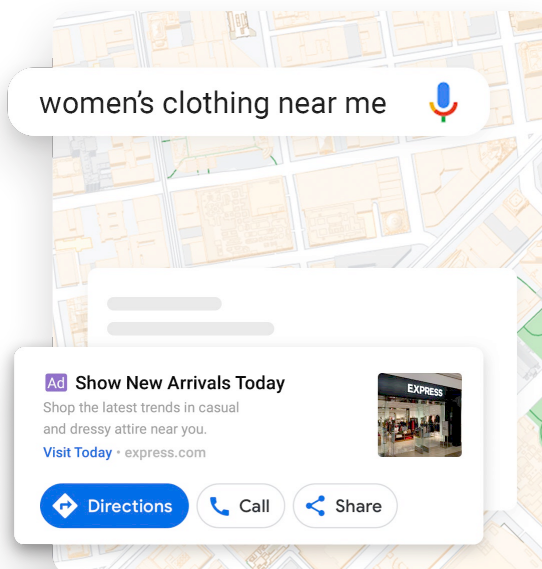 women’s clothing near me
Ad Show New Arrivals Today
Shop the latest trends in casual
and dressy attire near you.
Visit Today • express.com
EXPRESS
Directions Call Share